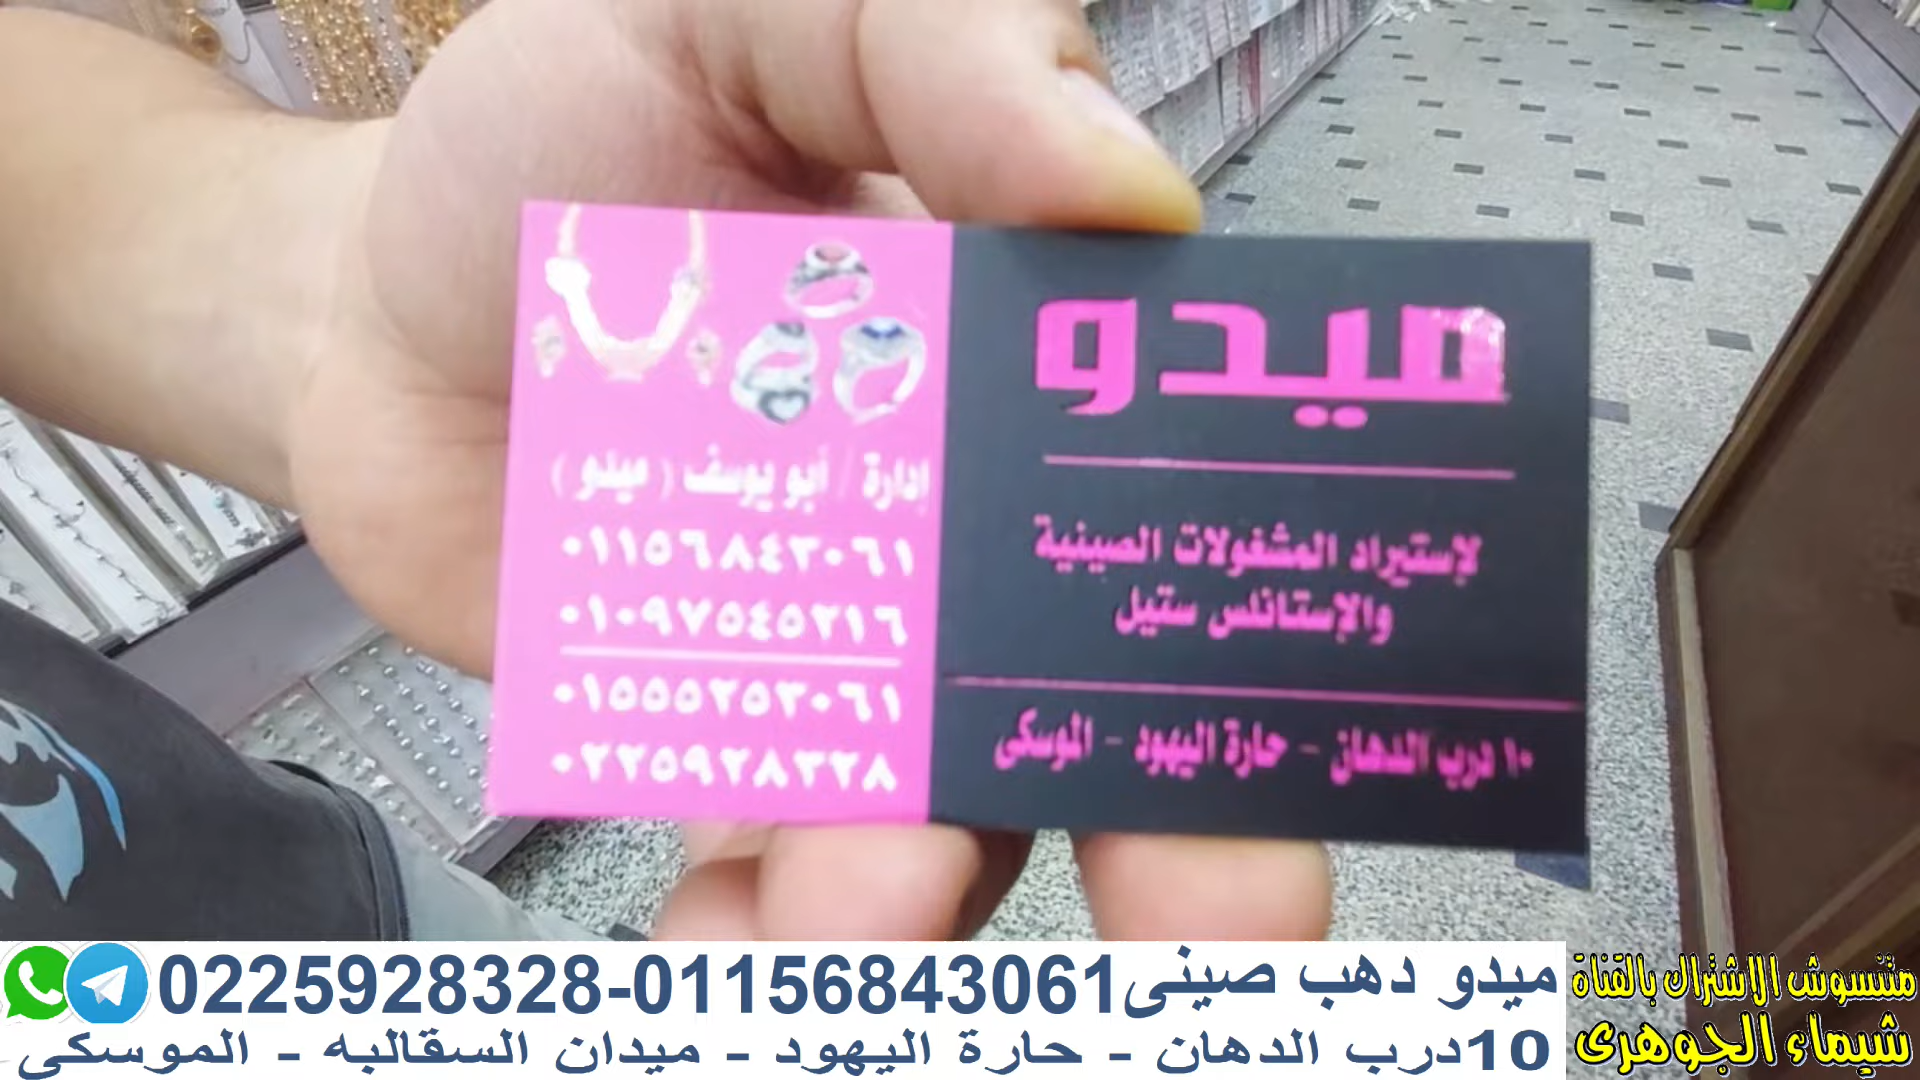 ميدو
لإستيراد المشغولات الصينية
والإستانلس ستيل
١٠ درب الدهان - حارة اليهود - الموسكى
إدارة / أبو يوسف ( ميدو )
٠١١٥٦٨٤٣٠٦١
٠١٠٩٧٥٤٥٢١٦
٠١٥٥٥٢٥٣٠٦١
٠٢٢٥٩٢٨٣٢٨
ميدو دهب صينى01156843061-0225928328
10درب الدهان - حارة اليهود - ميدان السقالبه - الموسكى
متنسوش الاشتراك بالقناة
شيماء الجوهرى